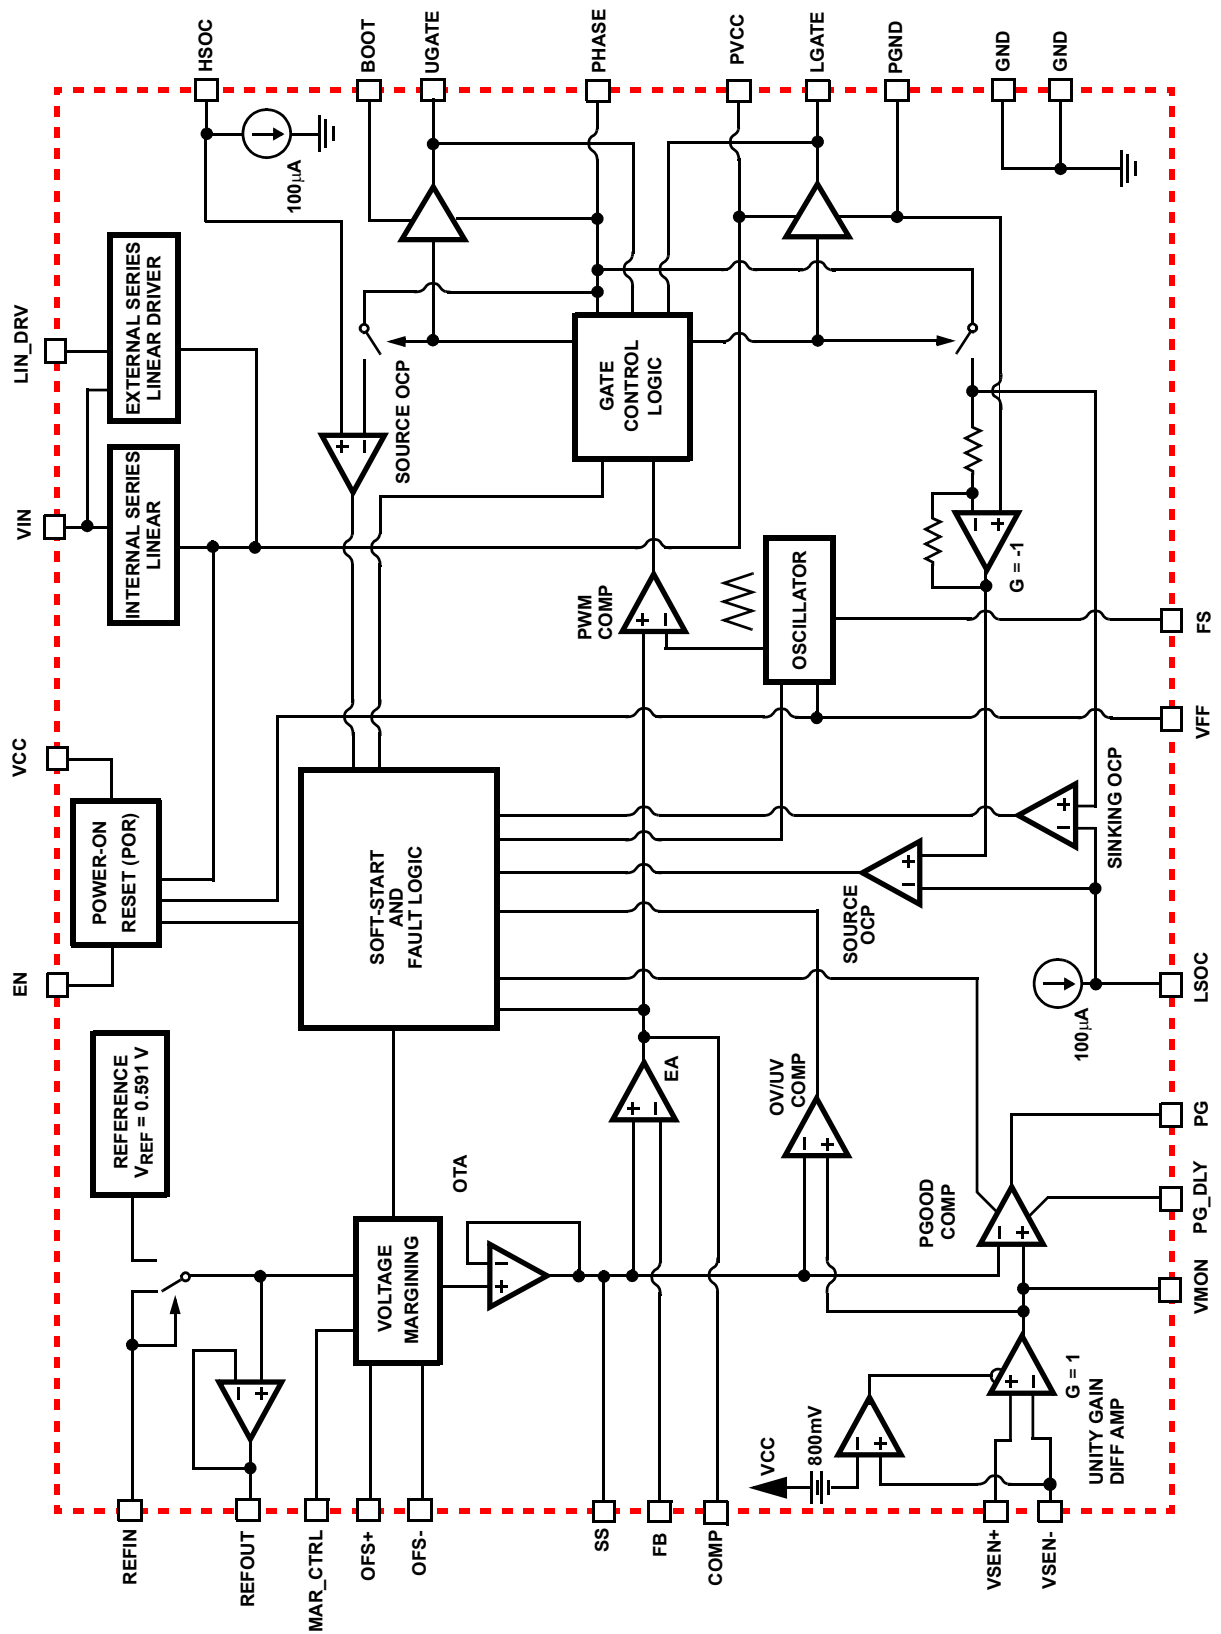 HSOC
BOOT
UGATE
PHASE
PVCC
LGATE
PGND
GND
GND
100µA
LIN_DRV
EXTERNAL SERIES
LINEAR DRIVER
VIN
INTERNAL SERIES
LINEAR
SOURCE OCP
+
−
GATE
CONTROL
LOGIC
−
+
G = -1
PWM
COMP
+
−
OSCILLATOR
FS
VFF
VCC
POWER-ON
RESET (POR)
EN
SOFT-START
AND
FAULT LOGIC
+
−
SINKING OCP
+
−
SOURCE
OCP
100µA
LSOC
REFERENCE
VREF = 0.591 V
EA
+
−
OV/UV
COMP
−
+
PG
PG_DLY
PGOOD
COMP
−
+
VMON
OTA
−
+
VOLTAGE
MARGINING
−
+
G = 1
UNITY GAIN
DIFF AMP
+
−
VCC
800mV
−
+
REFIN
REFOUT
MAR_CTRL
OFS+
OFS-
SS
FB
COMP
VSEN+
VSEN-